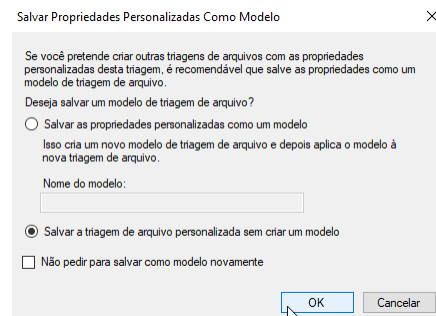 Salvar Propriedades Personalizadas Como Modelo
Se você pretende criar outras triagens de arquivos com as propriedades
personalizadas desta triagem, é recomendável que salve as propriedades como um
modelo de triagem de arquivo.
Deseja salvar um modelo de triagem de arquivo?
Salvar as propriedades personalizadas como um modelo
Isso cria um novo modelo de triagem de arquivo e depois aplica o modelo à
nova triagem de arquivo.
Nome do modelo:
Salvar a triagem de arquivo personalizada sem criar um modelo
Não pedir para salvar como modelo novamente
OK
Cancelar